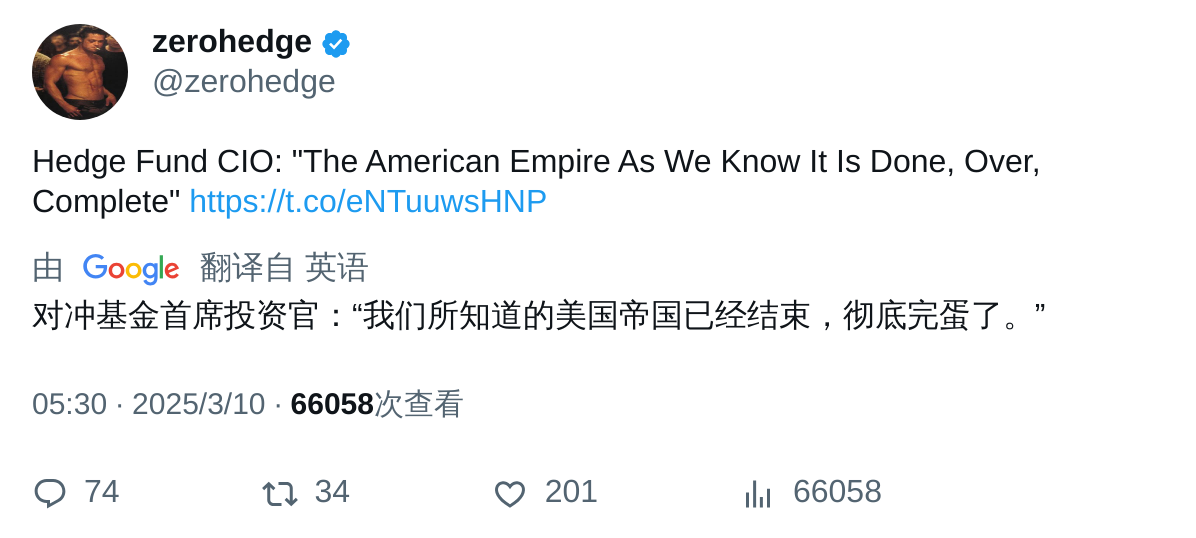 zerohedge
@zerohedge
Hedge Fund CIO: "The American Empire As We Know It Is Done, Over,
Complete" https://t.co/eNTuuwsHNP
由 Google 翻译自 英语
对冲基金首席投资官：“我们所知道的美国帝国已经结束，彻底完蛋了。”
05:30 · 2025/3/10 · 66058次查看
74 34 201 66058